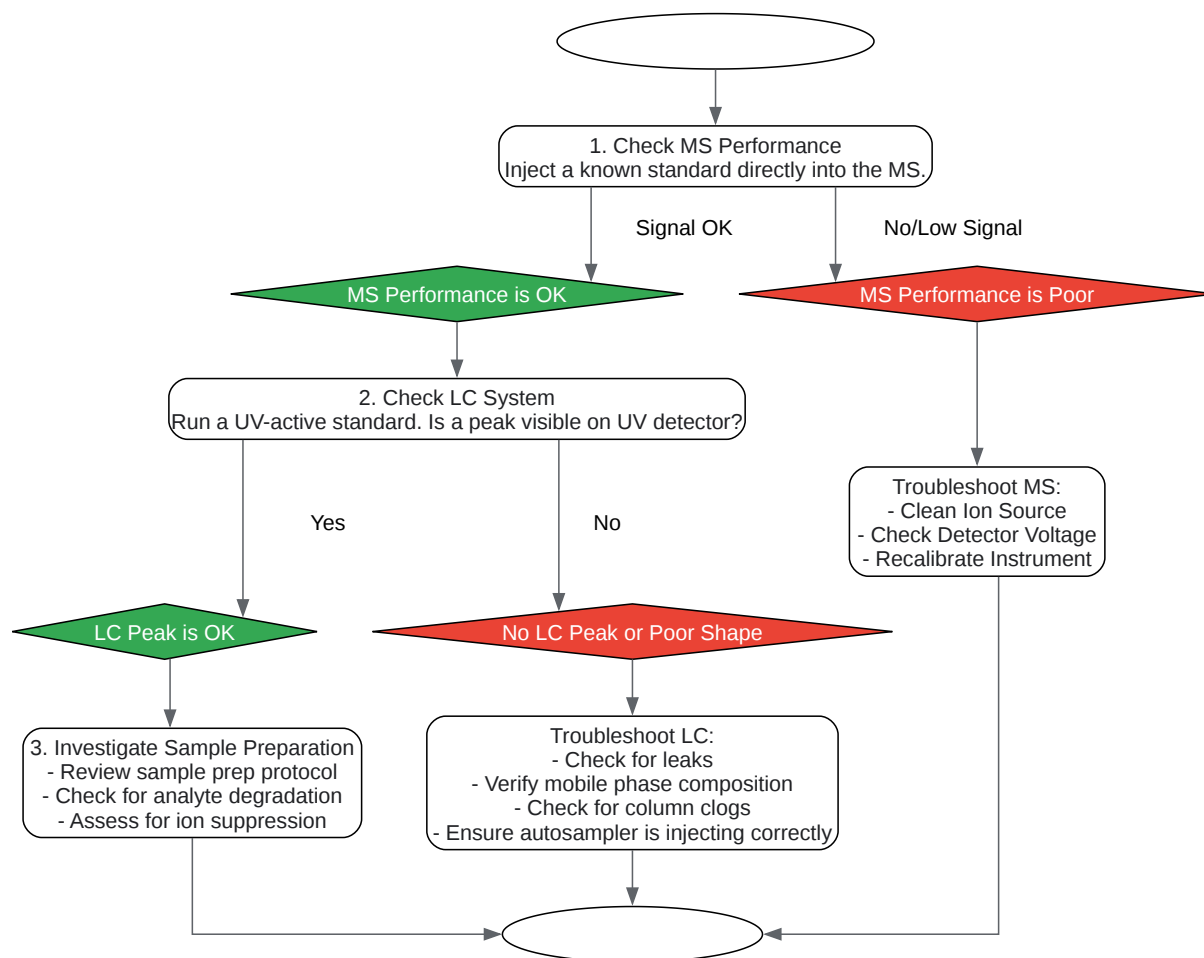 1. Check MS Performance
Inject a known standard directly into the MS.
Signal OK
No/Low Signal
MS Performance is OK
MS Performance is Poor
2. Check LC System
Run a UV-active standard. Is a peak visible on UV detector?
Troubleshoot MS:
- Clean Ion Source
- Check Detector Voltage
- Recalibrate Instrument
Yes
No
LC Peak is OK
No LC Peak or Poor Shape
3. Investigate Sample Preparation
- Review sample prep protocol
- Check for analyte degradation
- Assess for ion suppression
Troubleshoot LC:
- Check for leaks
- Verify mobile phase composition
- Check for column clogs
- Ensure autosampler is injecting correctly